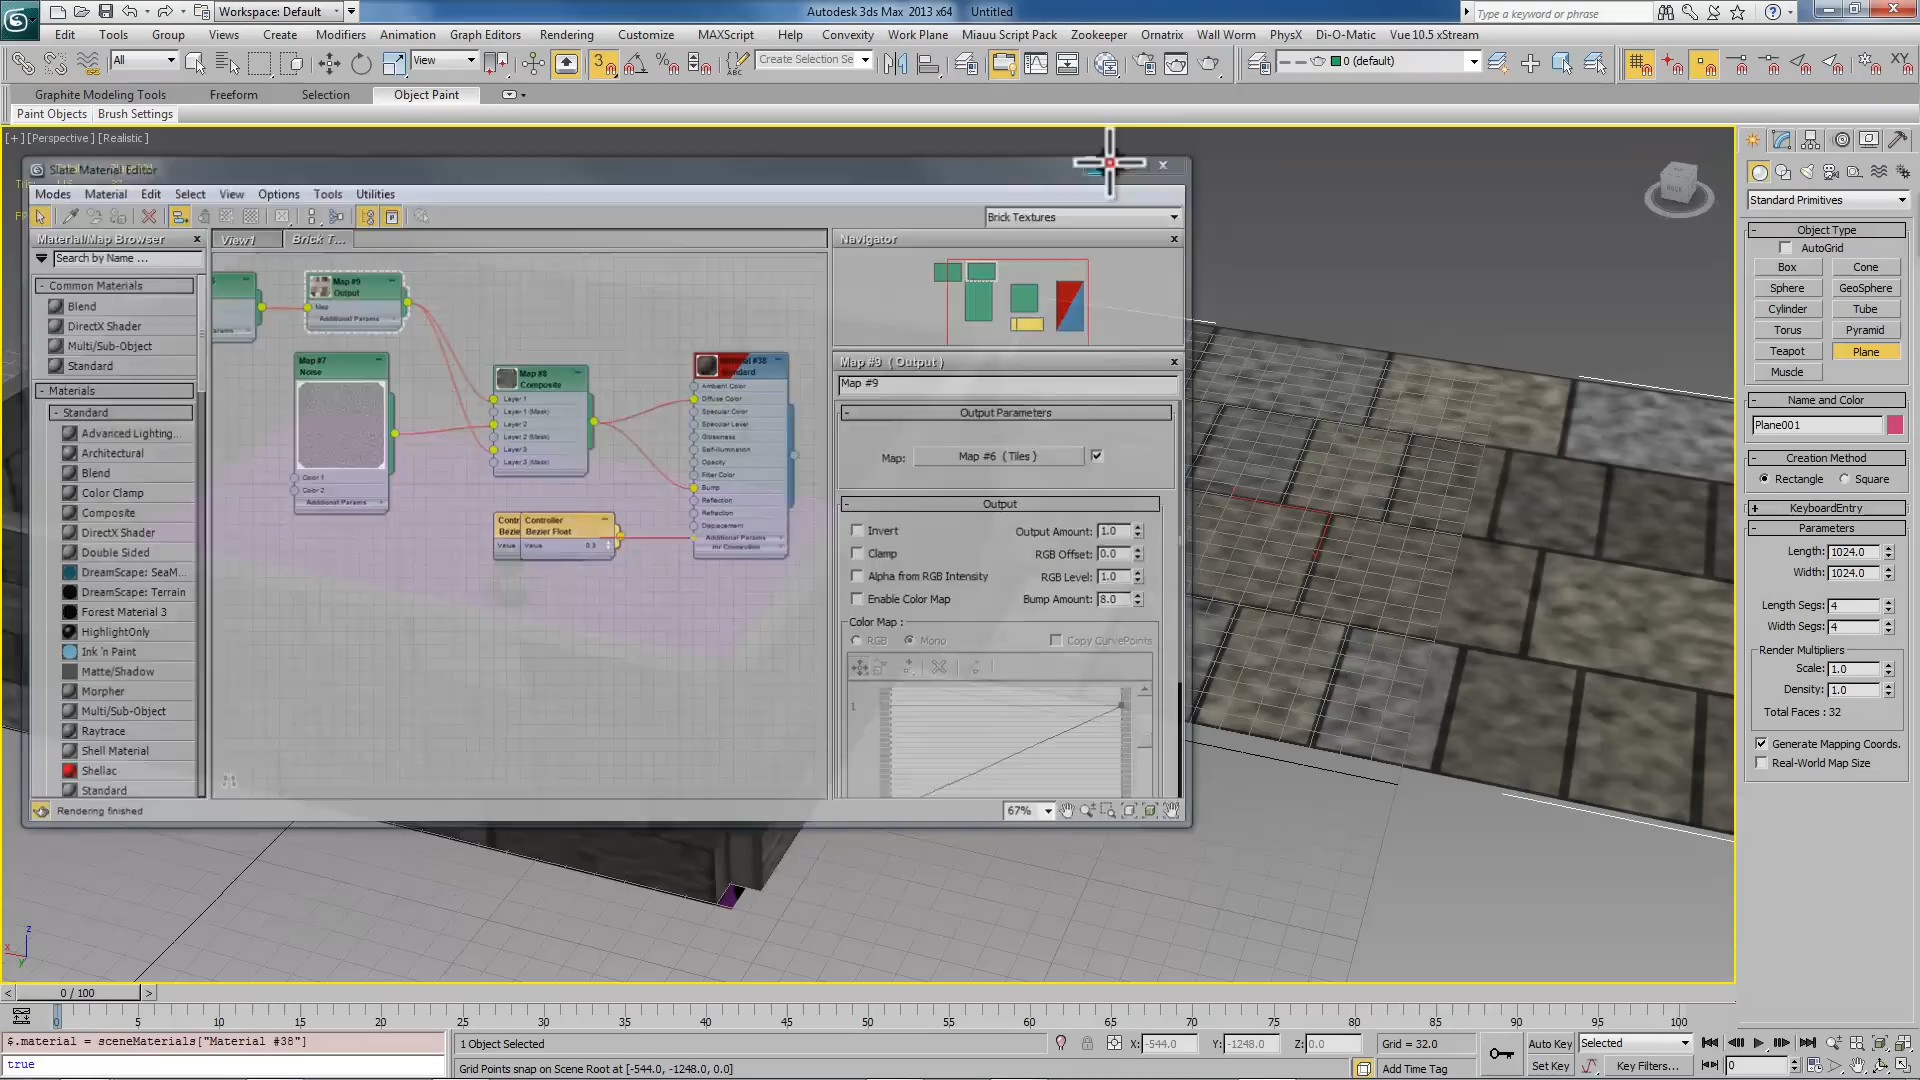 Workspace: Default
Autodesk 3ds Max 2013 x64 Untitled
Type a keyword or phrase
Edit Tools Group Views Create Modifiers Animation Graph Editors Rendering Customize MAXScript Help Convexity Work Plane Miauu Script Pack Zookeeper Ornatrix Wall Worm PhysX Di-O-Matic Vue 10.5 xStream
All View 3 Create Selection Se 0 (default) XY
Graphite Modeling Tools Freeform Selection Object Paint
Paint Objects Brush Settings
[+] [Perspective] [Realistic]
Slate Material Editor
Modes Material Edit Select View Options Tools Utilities
Brick Textures
Material/Map Browser
Search by Name ...
- Common Materials
Blend
DirectX Shader
Multi/Sub-Object
Standard
- Materials
- Standard
Advanced Lighting...
Architectural
Blend
Color Clamp
Composite
DirectX Shader
Double Sided
DreamScape: SeaM...
DreamScape: Terrain
Forest Material 3
HighlightOnly
Ink 'n Paint
Matte/Shadow
Morpher
Multi/Sub-Object
Raytrace
Shell Material
Shellac
Standard
Rendering finished
View1 Brick T...
Map #9
Output
Map
Additional Params
Map #7
Noise
Color 1
Color 2
Additional Params
Map #8
Composite
Layer 1
Layer 1 (Mask)
Layer 2
Layer 2 (Mask)
Layer 3
Layer 3 (Mask)
Controller
Bezier Float
Value 0.3
Ambient Color
Diffuse Color
Specular Color
Specular Level
Glossiness
Self-Illumination
Opacity
Filter Color
Bump
Reflection
Refraction
Displacement
Additional Params
mr Connection
Navigator
Map #9 ( Output )
Map #9
- Output Parameters
Map: Map #6 ( Tiles )
- Output
Invert Output Amount: 1.0
Clamp RGB Offset: 0.0
Alpha from RGB Intensity RGB Level: 1.0
Enable Color Map Bump Amount: 8.0
Color Map :
RGB Mono Copy CurvePoints
1
67%
Standard Primitives
- Object Type
AutoGrid
Box Cone
Sphere GeoSphere
Cylinder Tube
Torus Pyramid
Teapot Plane
Muscle
- Name and Color
Plane001
- Creation Method
Rectangle Square
+ KeyboardEntry
- Parameters
Length: 1024.0
Width: 1024.0
Length Segs: 4
Width Segs: 4
Render Multipliers
Scale: 1.0
Density: 1.0
Total Faces : 32
Generate Mapping Coords.
Real-World Map Size
z
x
y
< 0 / 100 >
0 5 10 15 20 25 30 35 40 45 50 55 60 65 70 75 80 85 90 95 100
$.material = sceneMaterials["Material #38"]
true
1 Object Selected X: -544.0 Y: -1248.0 Z: 0.0 Grid = 32.0 Auto Key Selected
Grid Points snap on Scene Root at [-544.0, -1248.0, 0.0] Add Time Tag Set Key Key Filters... 0